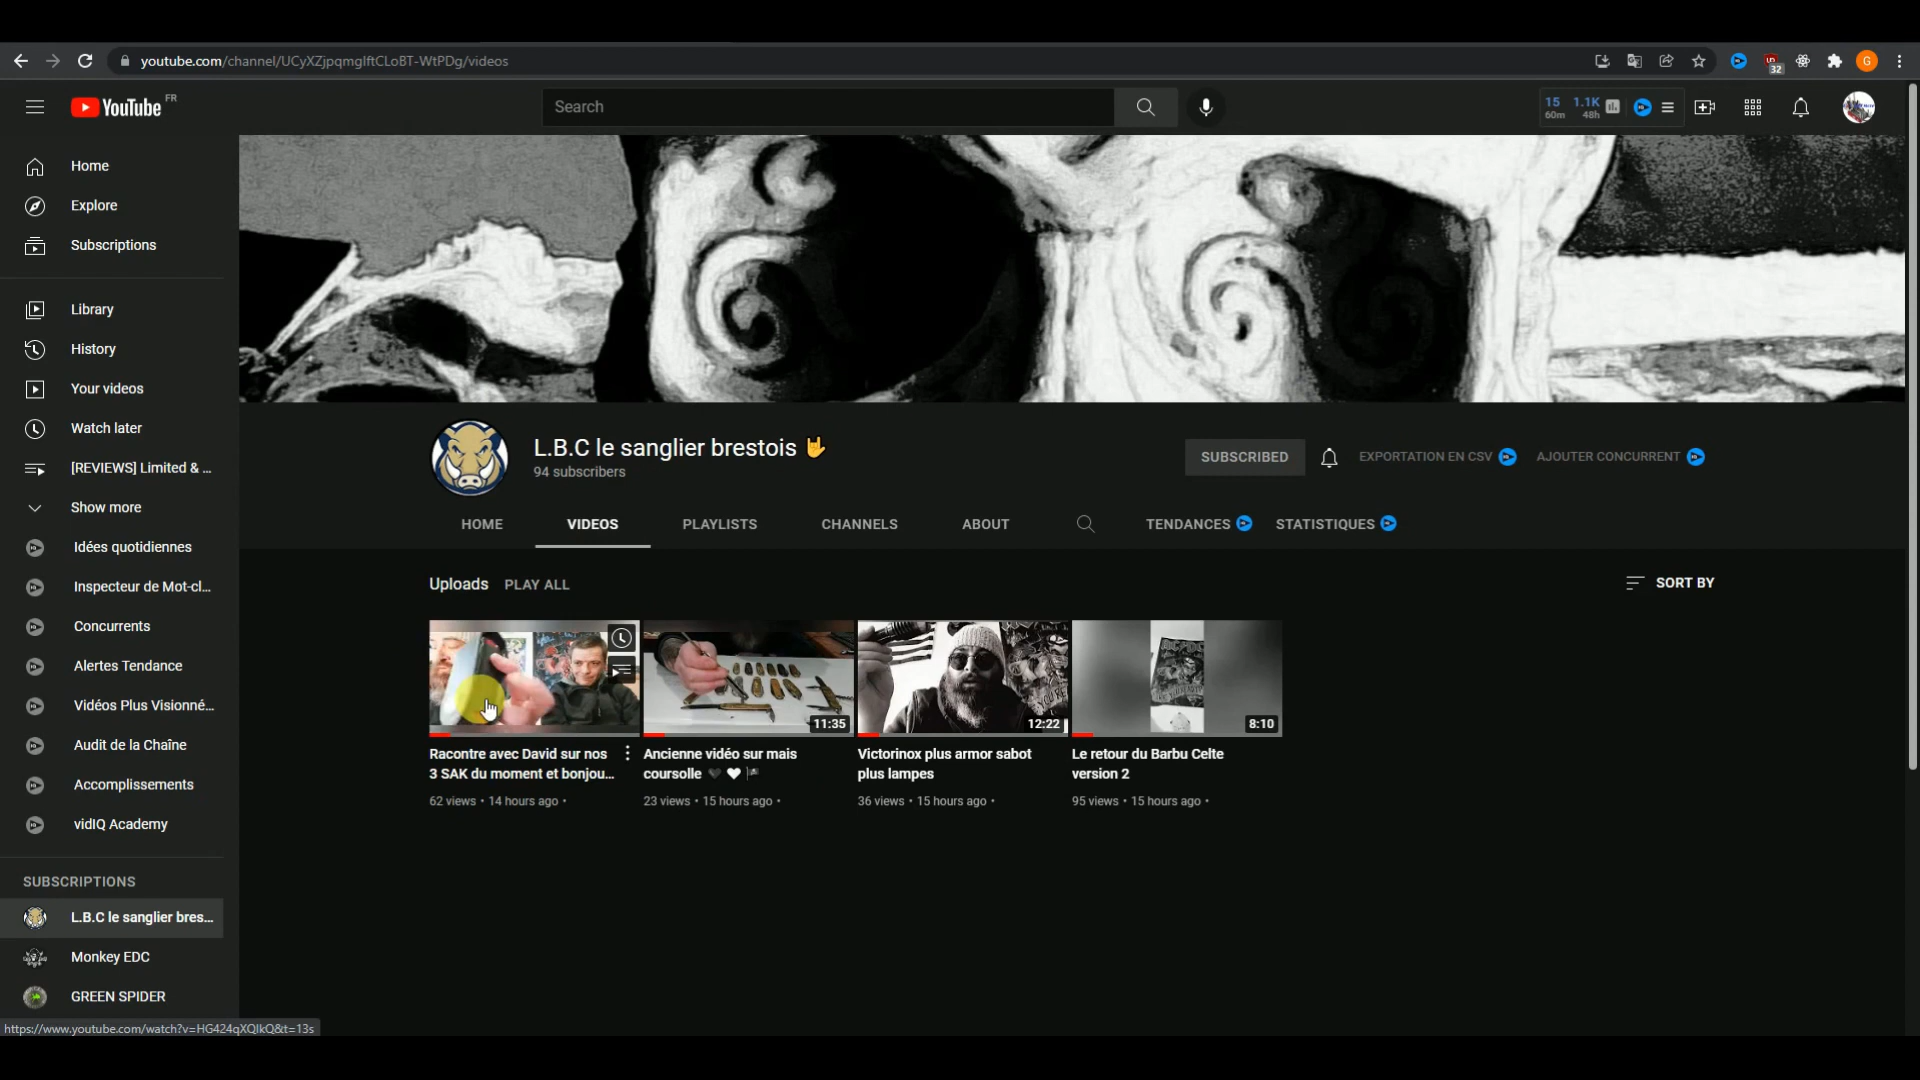 youtube.com/channel/UCyXZjpqmglftCLoBT-WtPDg/videos
32
G
YouTube FR
Search
15 1.1K
60m 48h
Home
Explore
Subscriptions
Library
History
Your videos
Watch later
[REVIEWS] Limited & ...
Show more
Idées quotidiennes
Inspecteur de Mot-cl...
Concurrents
Alertes Tendance
Vidéos Plus Visionné...
Audit de la Chaîne
Accomplissements
vidIQ Academy
SUBSCRIPTIONS
L.B.C le sanglier bres...
Monkey EDC
GREEN SPIDER
L.B.C le sanglier brestois 🤘
94 subscribers
SUBSCRIBED
EXPORTATION EN CSV
AJOUTER CONCURRENT
HOME
VIDEOS
PLAYLISTS
CHANNELS
ABOUT
TENDANCES
STATISTIQUES
Uploads PLAY ALL
SORT BY
11:35
12:22
8:10
Racontre avec David sur nos
3 SAK du moment et bonjou...
62 views • 14 hours ago •
Ancienne vidéo sur mais
coursolle 🖤 🤍 🏴
23 views • 15 hours ago •
Victorinox plus armor sabot
plus lampes
36 views • 15 hours ago •
Le retour du Barbu Celte
version 2
95 views • 15 hours ago •
https://www.youtube.com/watch?v=HG424qXQlkQ&t=13s